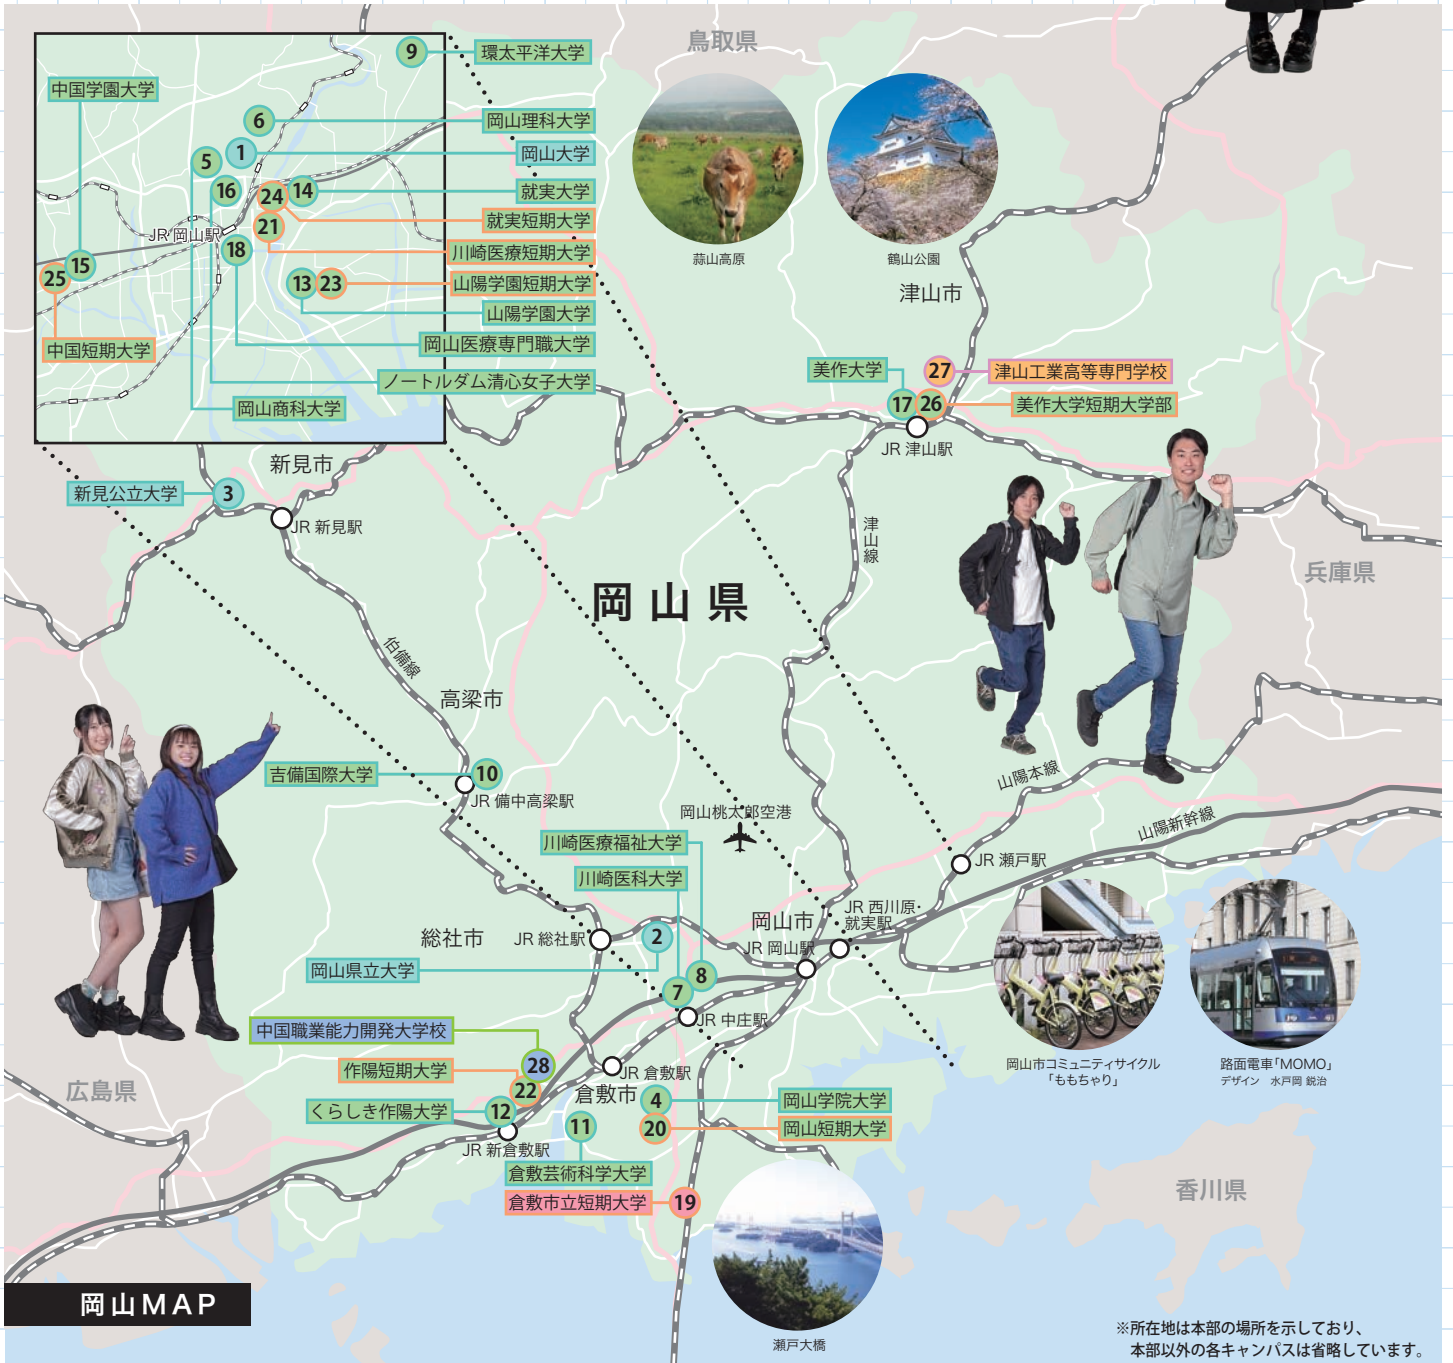 鳥取県
9
環太平洋大学
中国学園大学
6
岡山理科大学
1
岡山大学
5
16
24
14
就実大学
就実短期大学
21
JR 岡山駅
18
川崎医療短期大学
15
25
13
23
山陽学園短期大学
山陽学園大学
岡山医療専門職大学
中国短期大学
ノートルダム清心女子大学
岡山商科大学
蒜山高原
鶴山公園
津山市
美作大学
27
津山工業高等専門学校
17
26
美作大学短期大学部
JR 津山駅
新見市
新見公立大学
3
JR 新見駅
津山線
兵庫県
岡山県
伯備線
高梁市
吉備国際大学
10
JR 備中高梁駅
岡山桃太郎空港
山陽本線
山陽新幹線
川崎医療福祉大学
川崎医科大学
JR 瀬戸駅
岡山市
JR 西川原・
就実駅
総社市
JR 総社駅
2
JR 岡山駅
岡山県立大学
8
7
JR 中庄駅
中国職業能力開発大学校
28
作陽短期大学
22
JR 倉敷駅
倉敷市
くらしき作陽大学
12
4
岡山学院大学
11
20
岡山短期大学
JR 新倉敷駅
倉敷芸術科学大学
倉敷市立短期大学
19
岡山市コミュニティサイクル
「ももちゃり」
路面電車「MOMO」
デザイン 水戸岡 鋭治
広島県
香川県
瀬戸大橋
岡山MAP
※所在地は本部の場所を示しており、
本部以外の各キャンパスは省略しています。